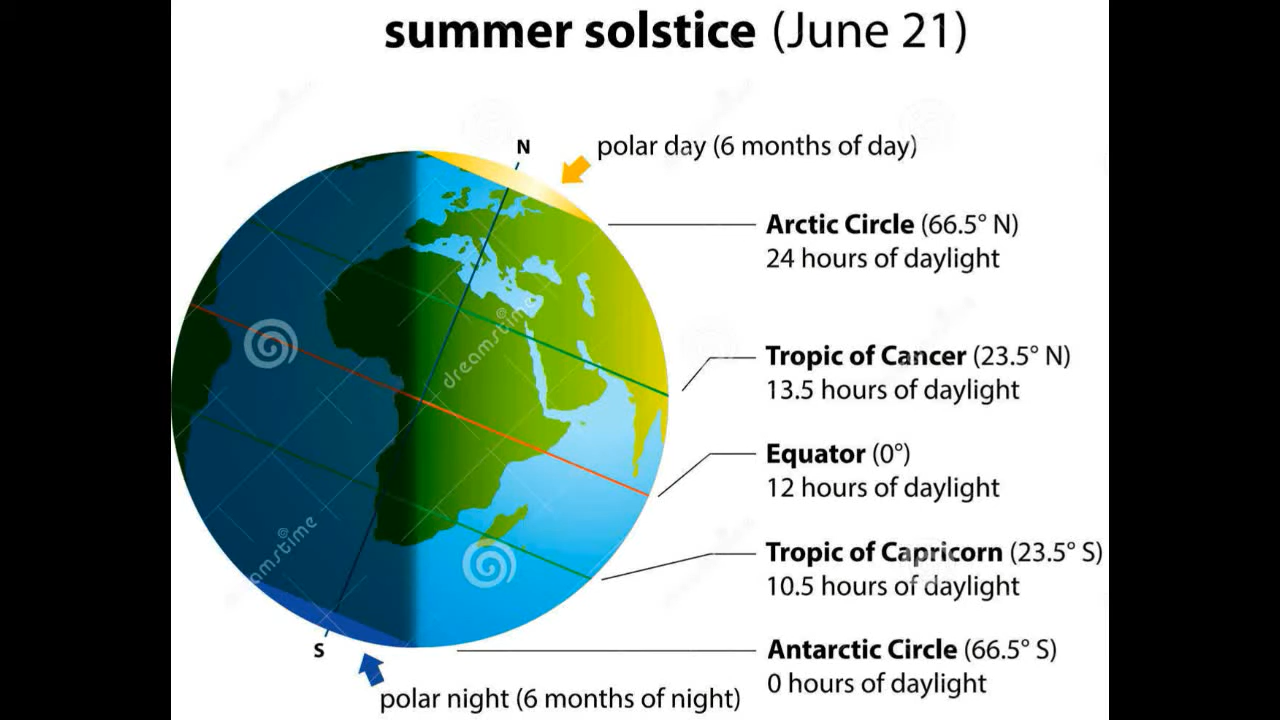 summer solstice (June 21)
N
polar day (6 months of day)
Arctic Circle (66.5° N)
24 hours of daylight
Tropic of Cancer (23.5° N)
13.5 hours of daylight
Equator (0°)
12 hours of daylight
Tropic of Capricorn (23.5° S)
10.5 hours of daylight
Antarctic Circle (66.5° S)
0 hours of daylight
S
polar night (6 months of night)
dreamstime
dreamstime